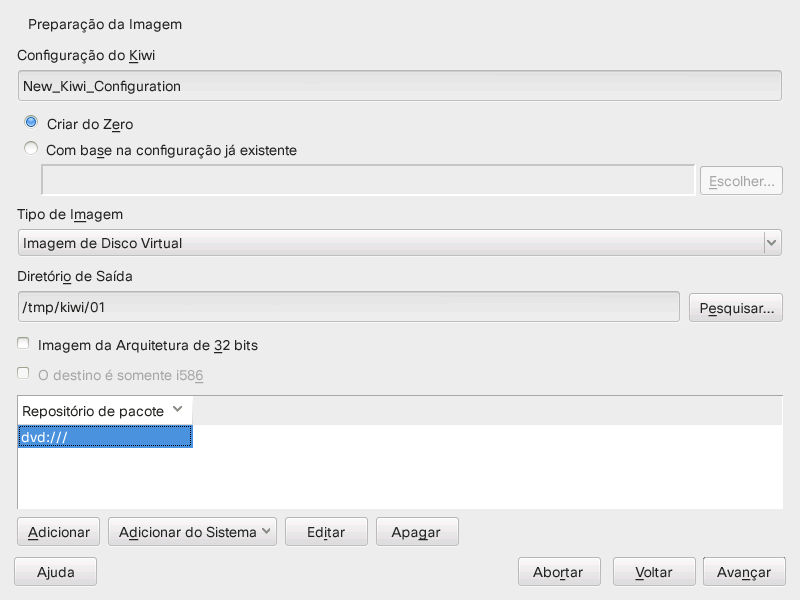 Preparação da Imagem
Configuração do Kiwi
New_Kiwi_Configuration
Criar do Zero
Com base na configuração já existente
Escolher...
Tipo de Imagem
Imagem de Disco Virtual
Diretório de Saída
/tmp/kiwi/01
Pesquisar...
Imagem da Arquitetura de 32 bits
O destino é somente i586
Repositório de pacote
dvd:///
Adicionar Adicionar do Sistema Editar Apagar
Ajuda Abortar Voltar Avançar